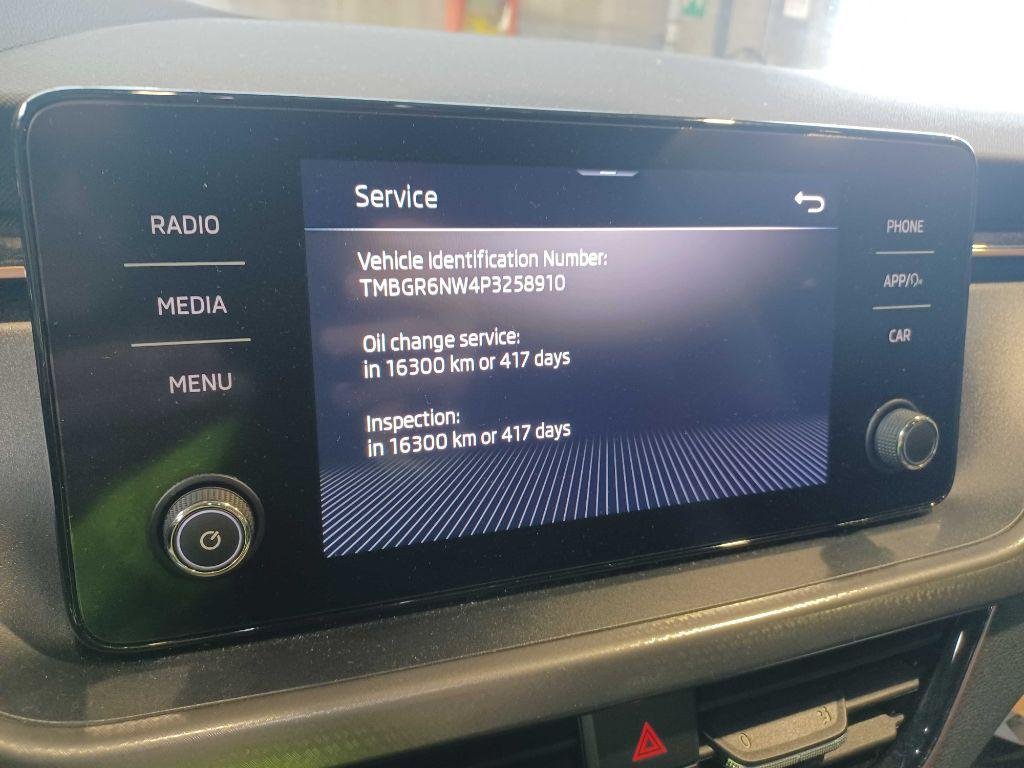 Service
RADIO
MEDIA
MENU
Vehicle Identification Number:
TMBGR6NW4P3258910
Oil change service:
in 16300 km or 417 days
Inspection:
in 16300 km or 417 days
PHONE
APP/
CAR
0